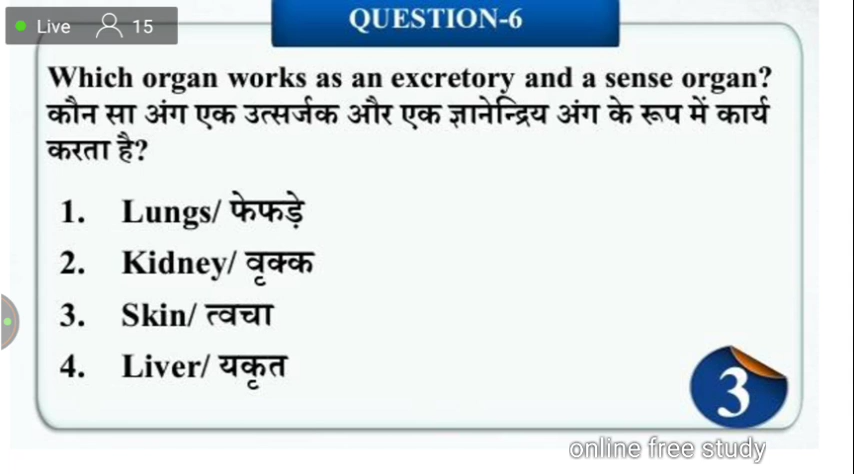 Live 15
QUESTION-6
Which organ works as an excretory and a sense organ?
कौन सा अंग एक उत्सर्जक और एक ज्ञानेन्द्रिय अंग के रूप में कार्य
करता है?
1. Lungs/ फेफड़े
2. Kidney/ वृक्क
3. Skin/ त्वचा
4. Liver/ यकृत
3
online free study